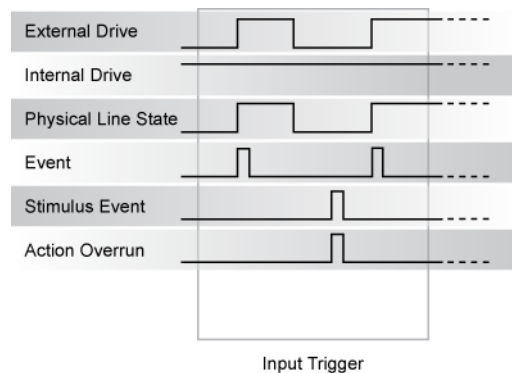 External Drive
Internal Drive
Physical Line State
Event
Stimulus Event
Action Overrun
Input Trigger